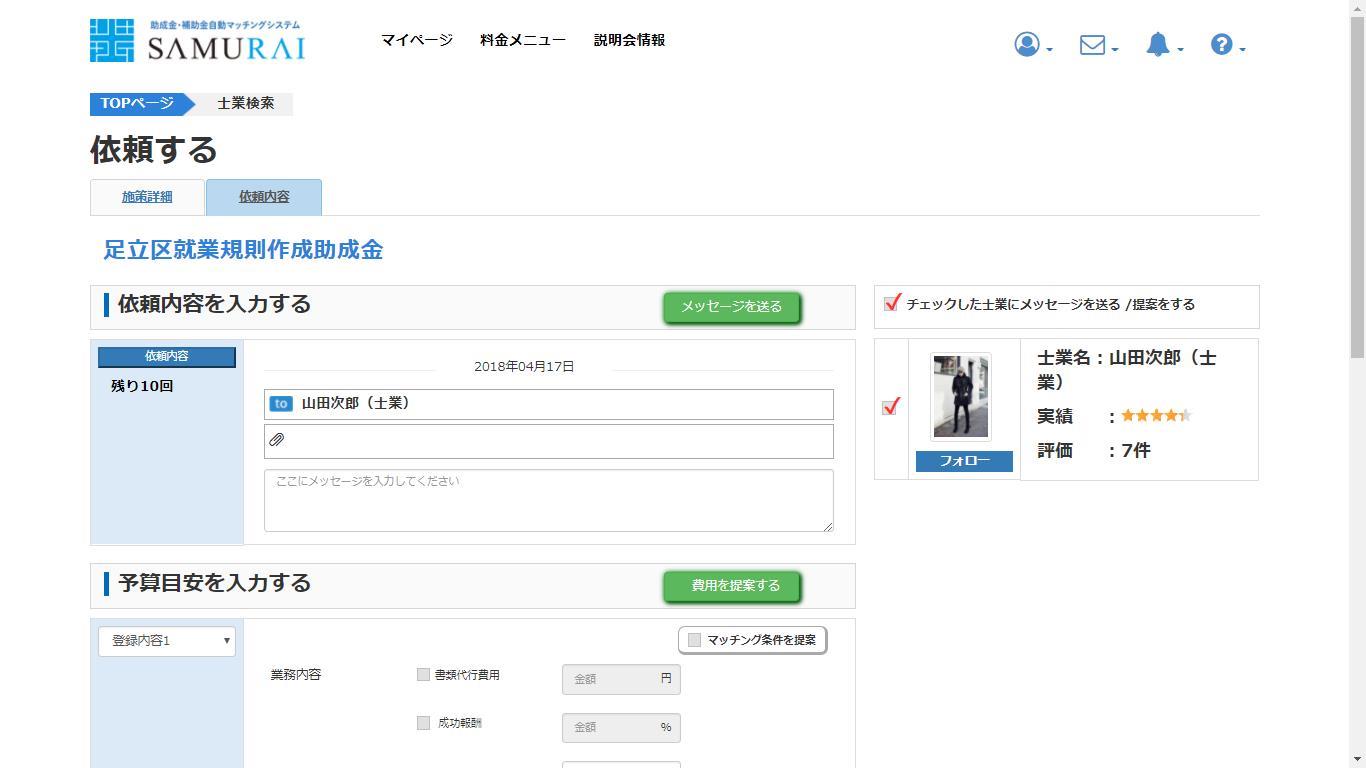 助成金・補助金自動マッチングシステム
SAMURAI
マイページ 料金メニュー 説明会情報
TOPページ 士業検索
依頼する
施策詳細 依頼内容
足立区就業規則作成助成金
依頼内容を入力する メッセージを送る
チェックした士業にメッセージを送る /提案をする
依頼内容
残り10回
2018年04月17日
to 山田次郎（士業）
ここにメッセージを入力してください
士業名：山田次郎（士
業）
実績 ：
評価 ：7件
フォロー
予算目安を入力する 費用を提案する
登録内容1
マッチング条件を提案
業務内容 書類代行費用 金額 円
成功報酬 金額 %